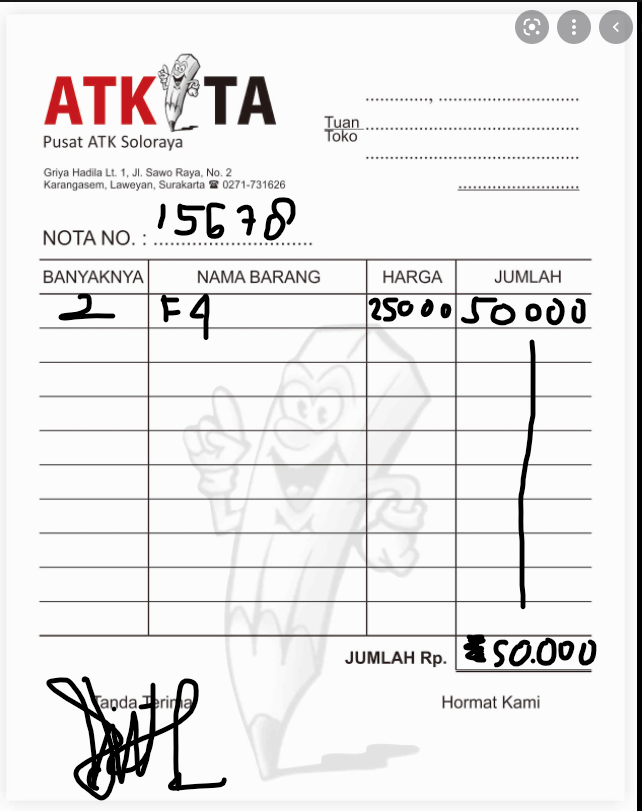 ATK TA
Pusat ATK Soloraya
Griya Hadila Lt. 1, Jl. Sawo Raya, No. 2
Karangasem, Laweyan, Surakarta ☎ 0271-731626
............, ........................
Tuan
Toko
NOTA NO. : 15678
BANYAKNYA NAMA BARANG HARGA JUMLAH
2 F4 25000 50000
JUMLAH Rp. 50.000
Tanda Terima Hormat Kami